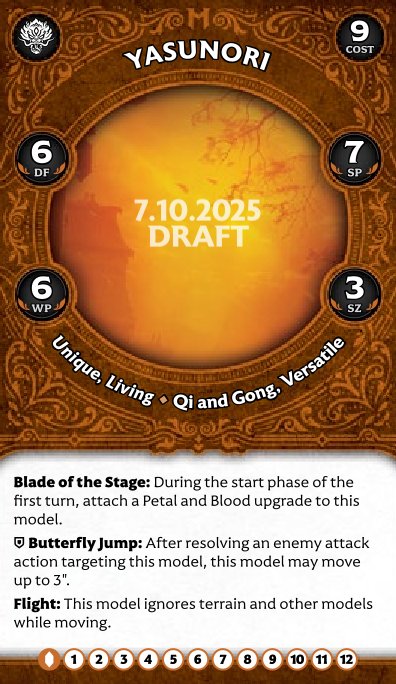 M
9
COST
YASUNORI
6
DF
7
SP
7.10.2025
DRAFT
6
WP
3
SZ
Unique, Living ◆ Qi and Gong, Versatile
Blade of the Stage: During the start phase of the
first turn, attach a Petal and Blood upgrade to this
model.
Butterfly Jump: After resolving an enemy attack
action targeting this model, this model may move
up to 3".
Flight: This model ignores terrain and other models
while moving.
1 2 3 4 5 6 7 8 9 10 11 12